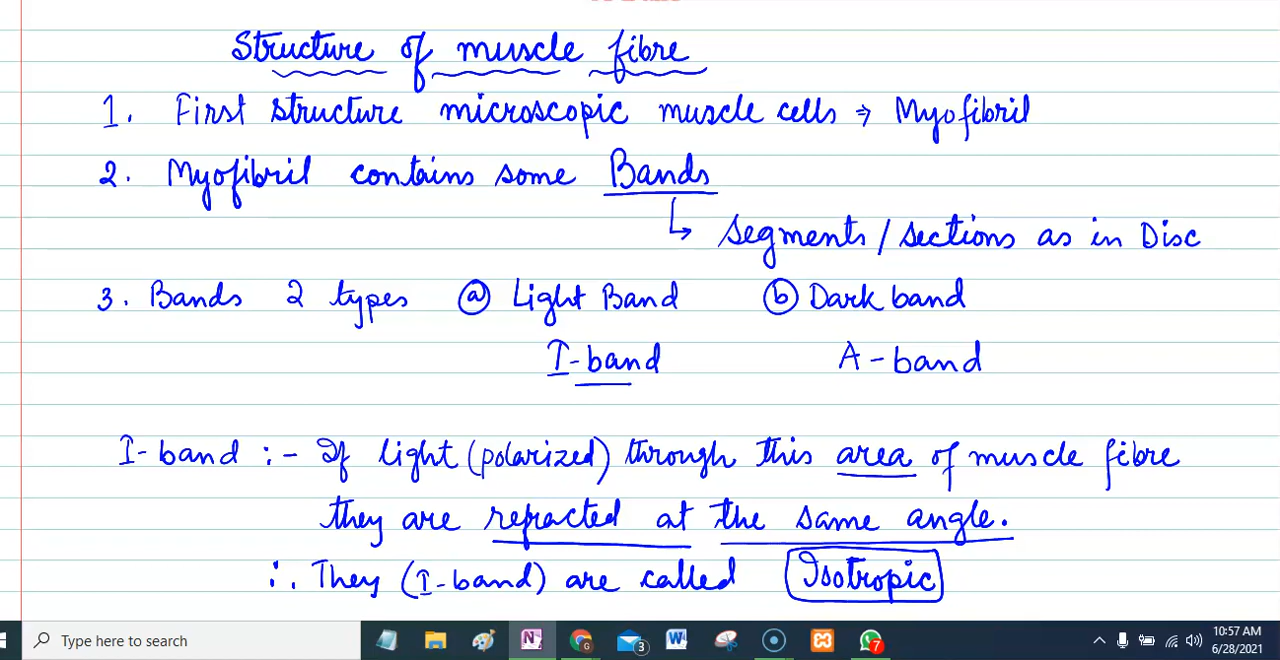 Structure of muscle fibre
1. First structure microscopic muscle cells ⇒ Myofibril
2. Myofibril contains some Bands
↳ segments/sections as in Disc
3. Bands 2 types ⓐ Light Band ⓑ Dark band
I-band A-band
I-band :- If light (polarized) through this area of muscle fibre
they are refracted at the same angle.
∴ They (I-band) are called Isotropic
Type here to search
3
7
10:57 AM
6/28/2021